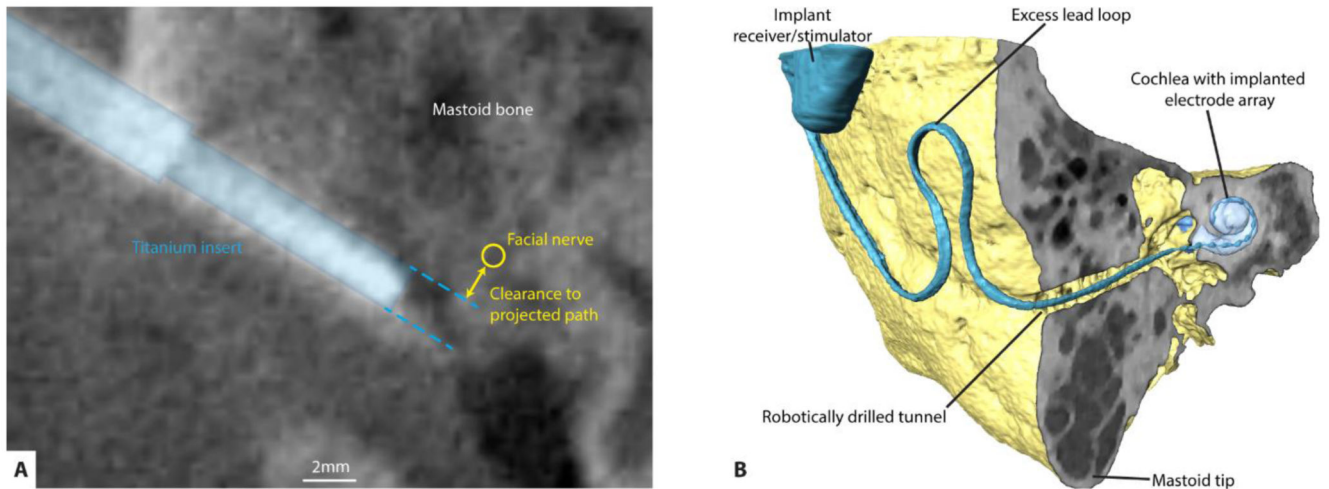 Mastoid bone
Titanium insert
Facial nerve
Clearance to
projected path
2mm
A
Implant
receiver/stimulator
Excess lead loop
Cochlea with implanted
electrode array
Robotically drilled tunnel
Mastoid tip
B